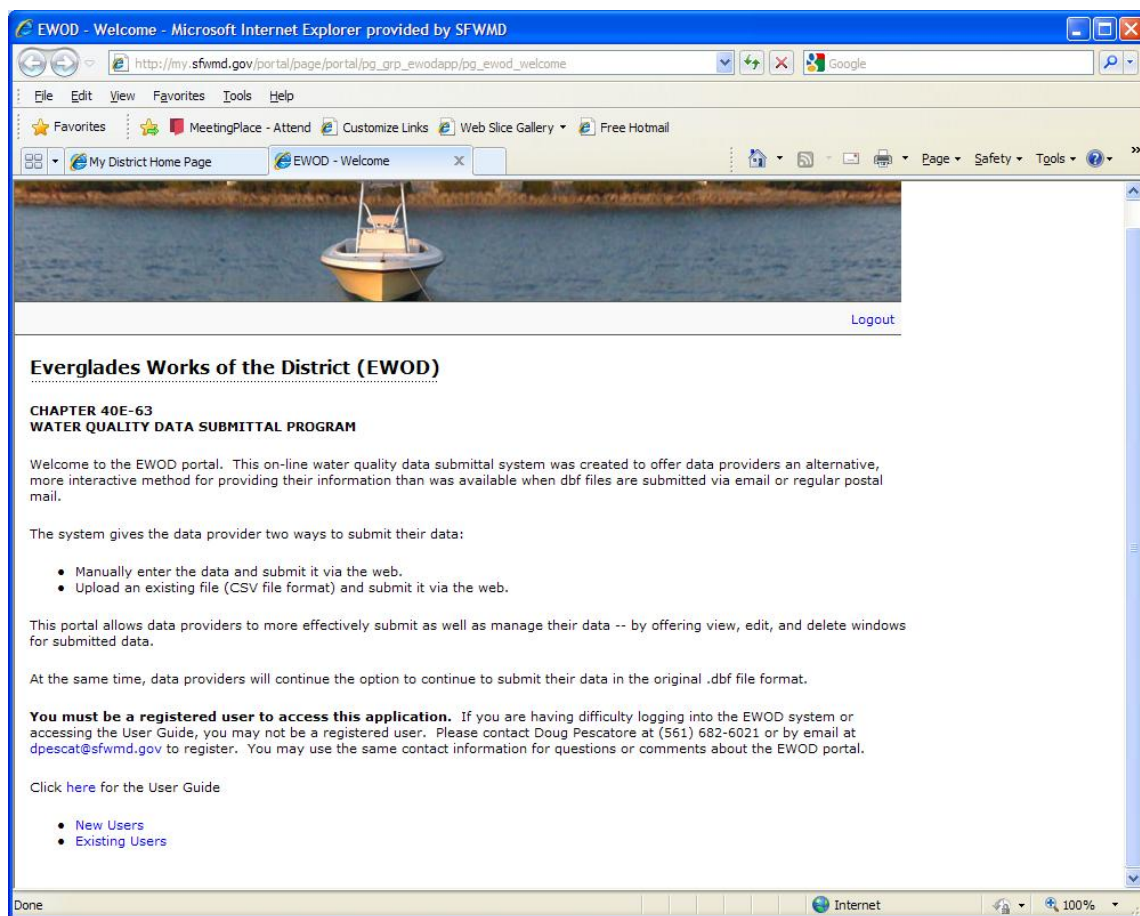 EWOD - Welcome - Microsoft Internet Explorer provided by SFWMD
http://my.sfwmd.gov/portal/page/portal/pg_grp_ewodapp/pg_ewod_welcome
Google
File Edit View Favorites Tools Help
Favorites MeetingPlace - Attend Customize Links Web Slice Gallery Free Hotmail
My District Home Page EWOD - Welcome X Page Safety Tools »
Logout
Everglades Works of the District (EWOD)
CHAPTER 40E-63
WATER QUALITY DATA SUBMITTAL PROGRAM
Welcome to the EWOD portal. This on-line water quality data submittal system was created to offer data providers an alternative,
more interactive method for providing their information than was available when dbf files are submitted via email or regular postal
mail.
The system gives the data provider two ways to submit their data:
• Manually enter the data and submit it via the web.
• Upload an existing file (CSV file format) and submit it via the web.
This portal allows data providers to more effectively submit as well as manage their data -- by offering view, edit, and delete windows
for submitted data.
At the same time, data providers will continue the option to continue to submit their data in the original .dbf file format.
You must be a registered user to access this application. If you are having difficulty logging into the EWOD system or
accessing the User Guide, you may not be a registered user. Please contact Doug Pescatore at (561) 682-6021 or by email at
dpescat@sfwmd.gov to register. You may use the same contact information for questions or comments about the EWOD portal.
Click here for the User Guide
• New Users
• Existing Users
Done Internet 100%